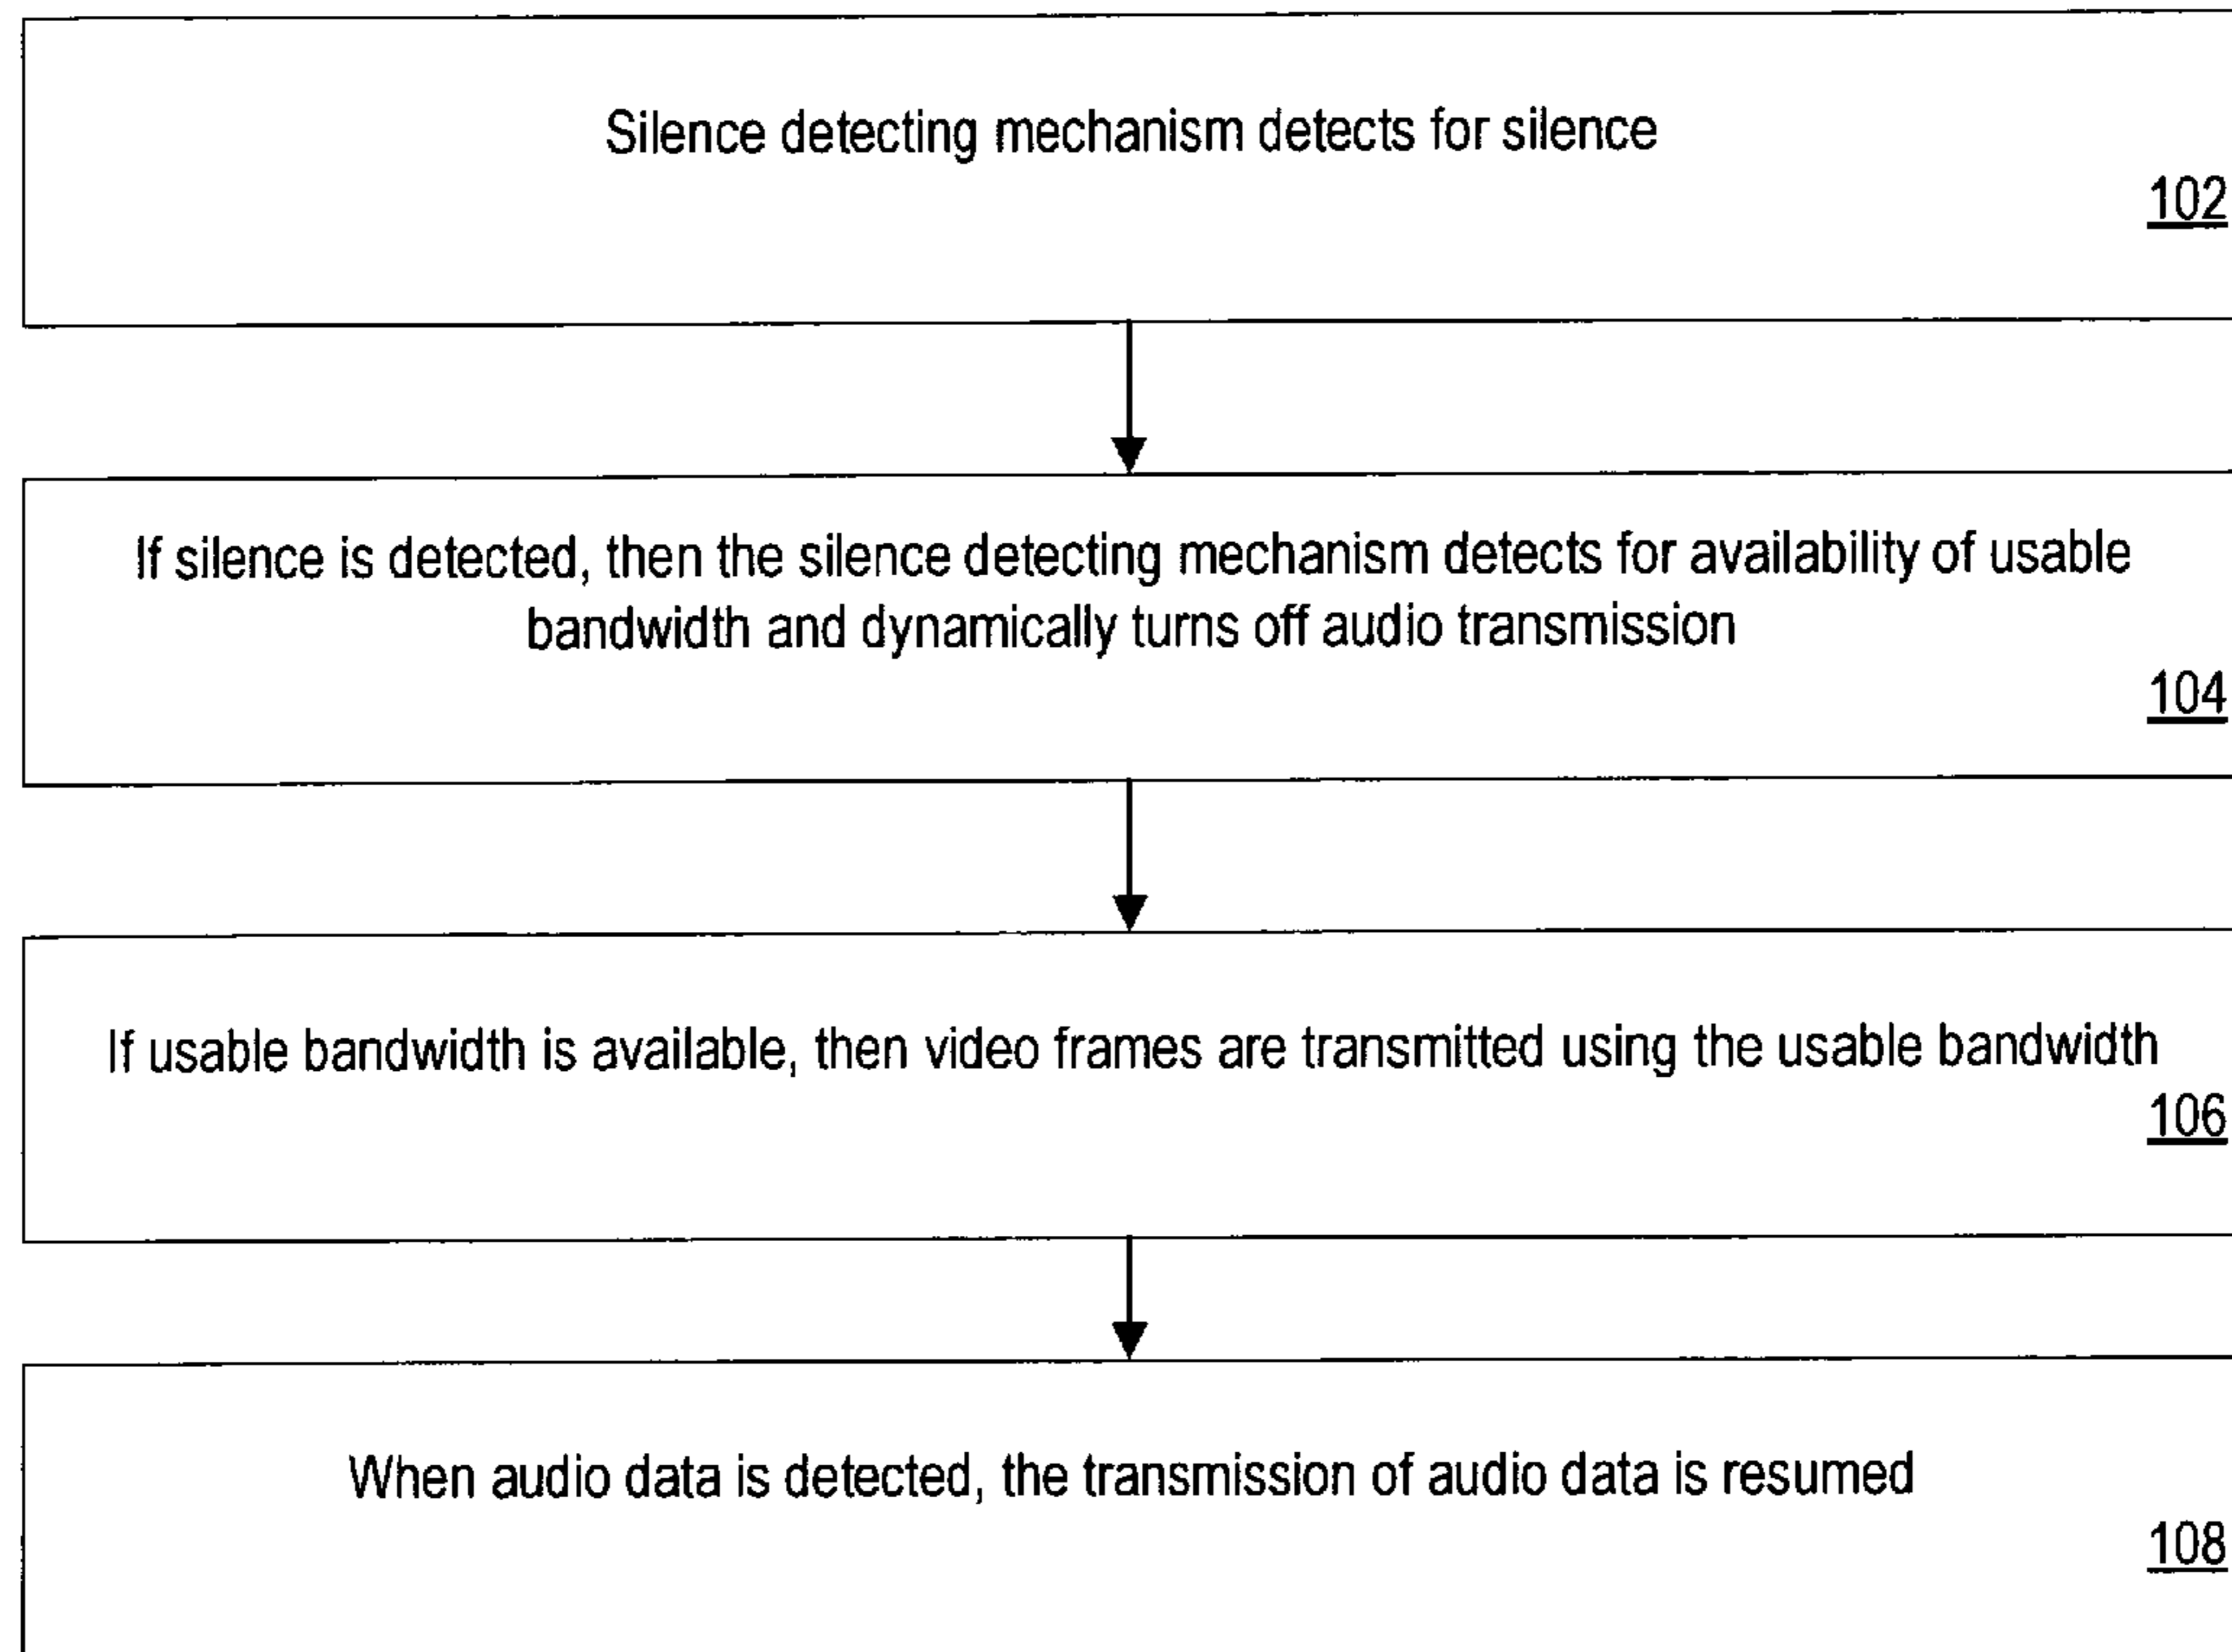 Silence detecting mechanism detects for silence
102
If silence is detected, then the silence detecting mechanism detects for availability of usable
bandwidth and dynamically turns off audio transmission
104
If usable bandwidth is available, then video frames are transmitted using the usable bandwidth
106
When audio data is detected, the transmission of audio data is resumed
108